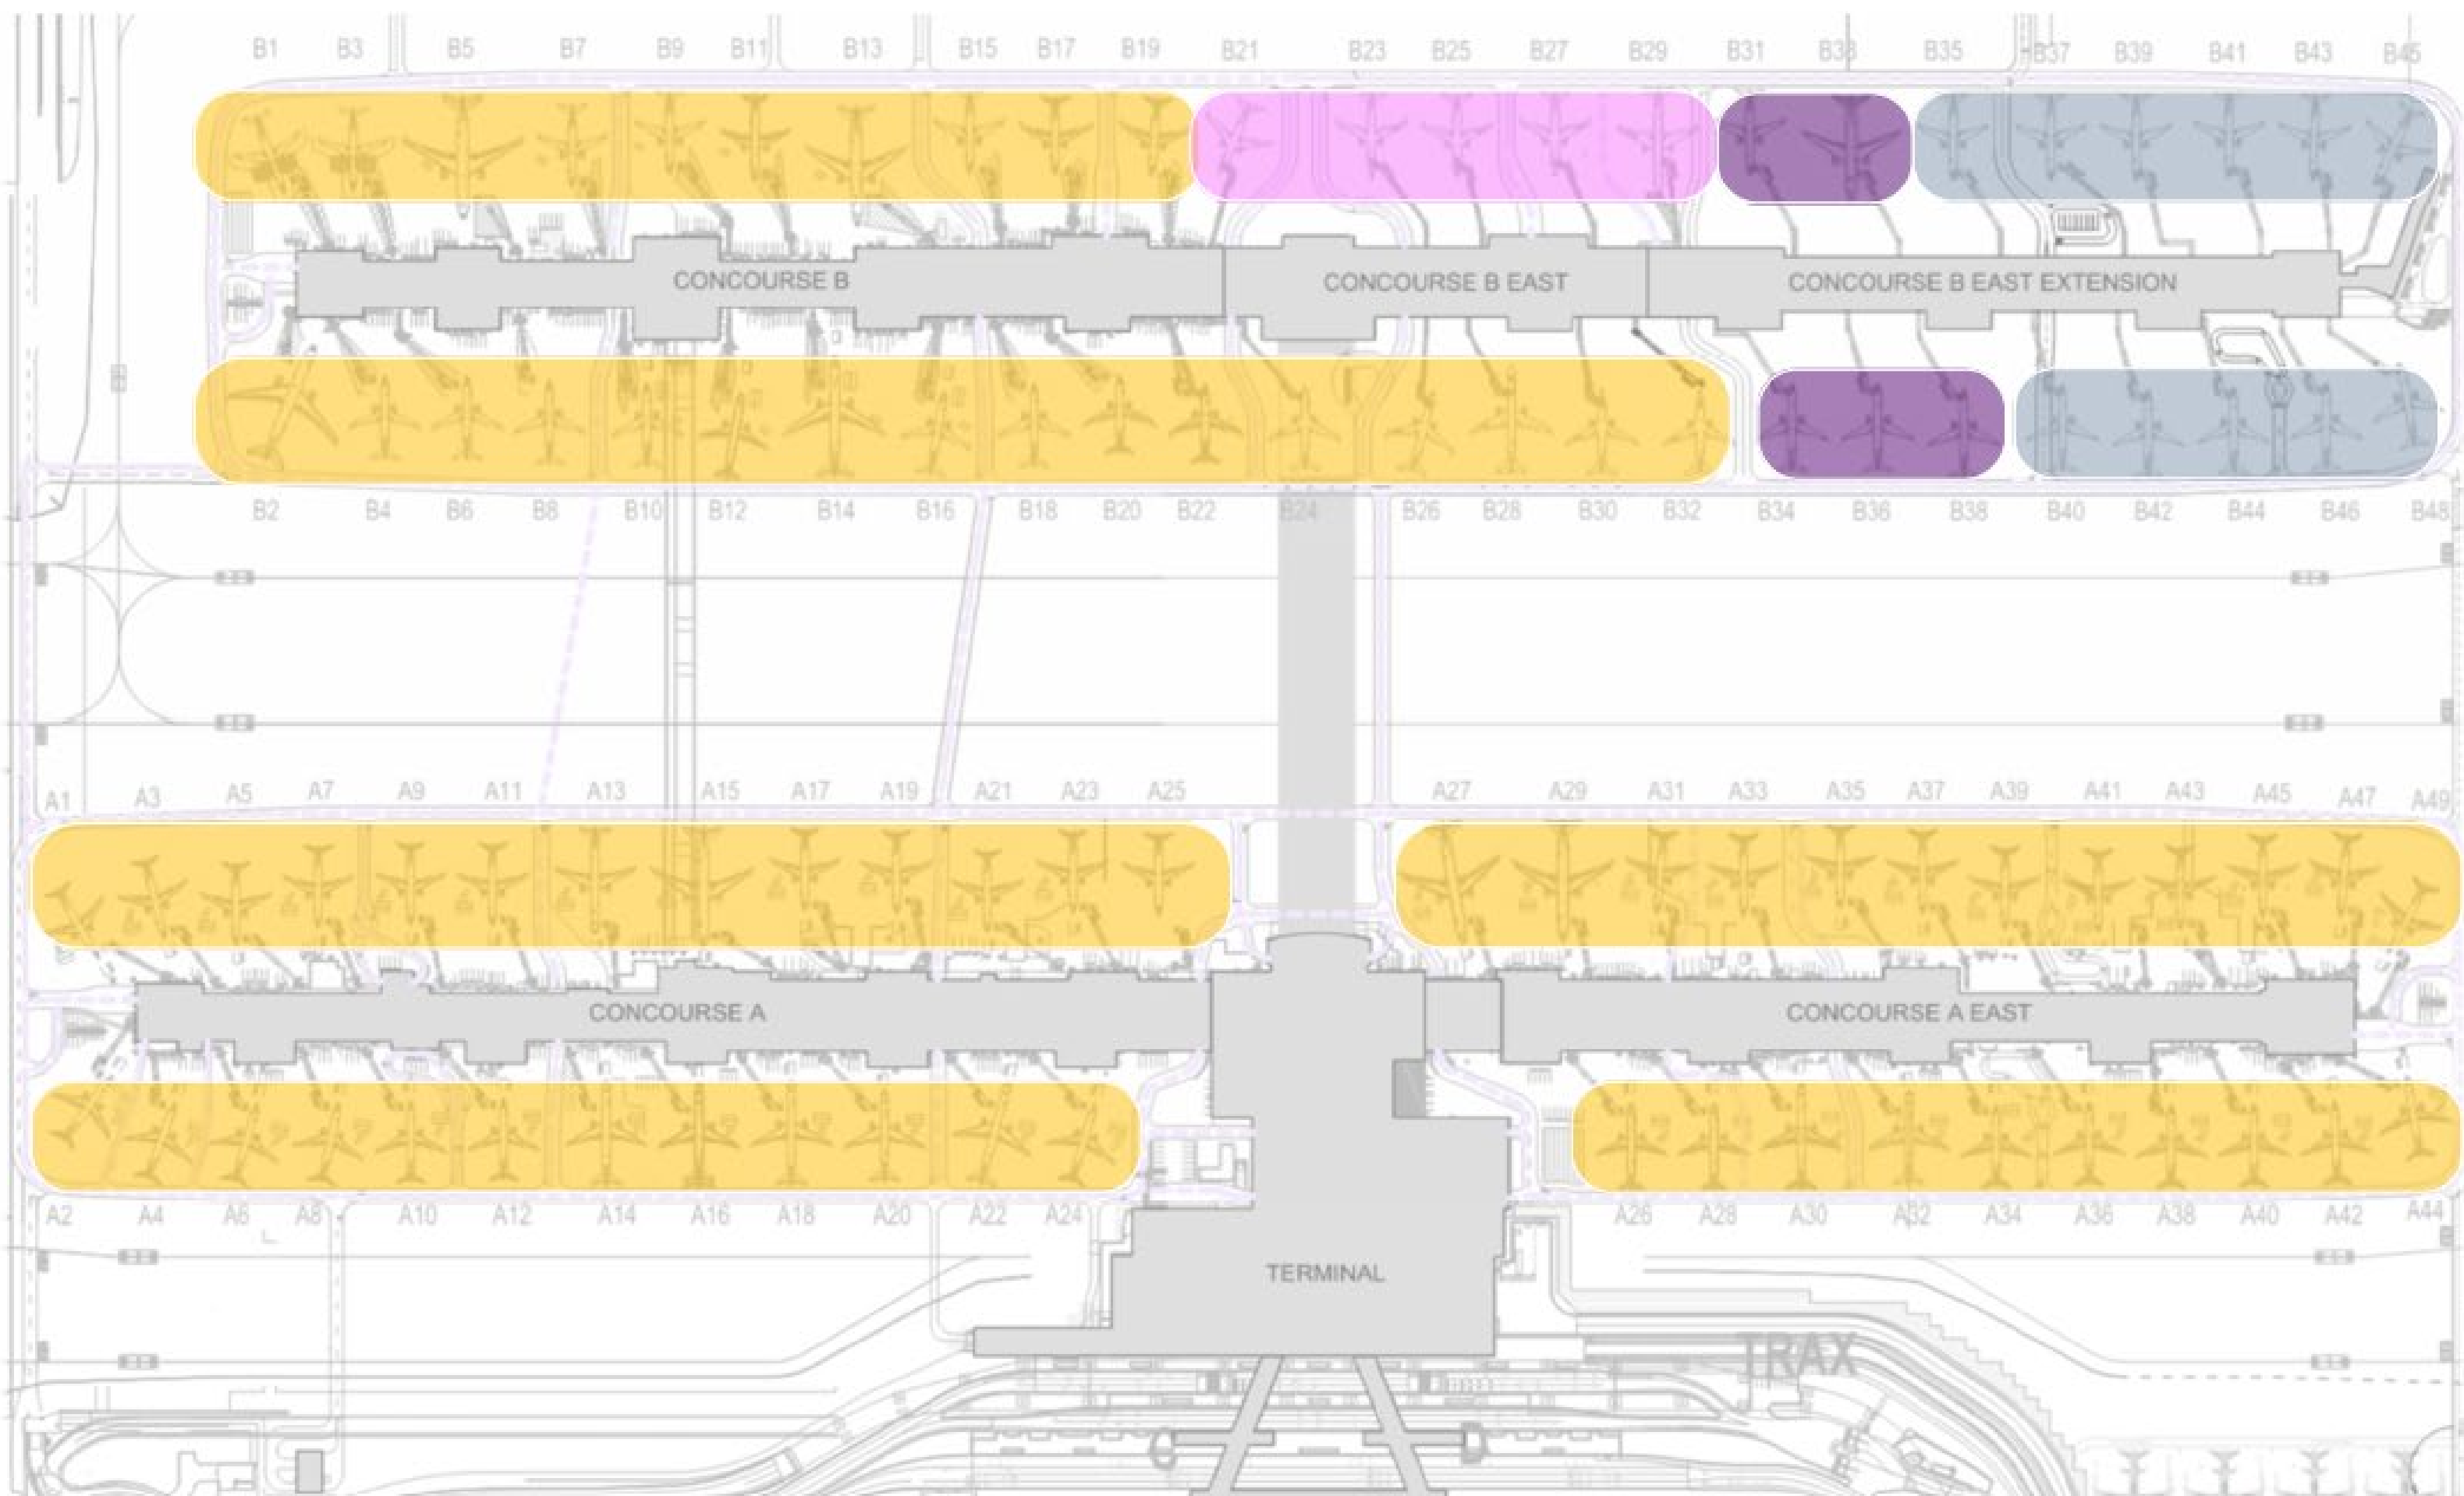 B1 B3 B5 B7 B9 B11 B13 B15 B17 B19 B21 B23 B25 B27 B29 B31 B33 B35 B37 B39 B41 B43 B45
CONCOURSE B CONCOURSE B EAST CONCOURSE B EAST EXTENSION
B2 B4 B6 B8 B10 B12 B14 B16 B18 B20 B22 B24 B26 B28 B30 B32 B34 B36 B38 B40 B42 B44 B46 B48
A1 A3 A5 A7 A9 A11 A13 A15 A17 A19 A21 A23 A25 A27 A29 A31 A33 A35 A37 A39 A41 A43 A45 A47 A49
CONCOURSE A CONCOURSE A EAST
A2 A4 A6 A8 A10 A12 A14 A16 A18 A20 A22 A24 A26 A28 A30 A32 A34 A36 A38 A40 A42 A44
TERMINAL
TRAX